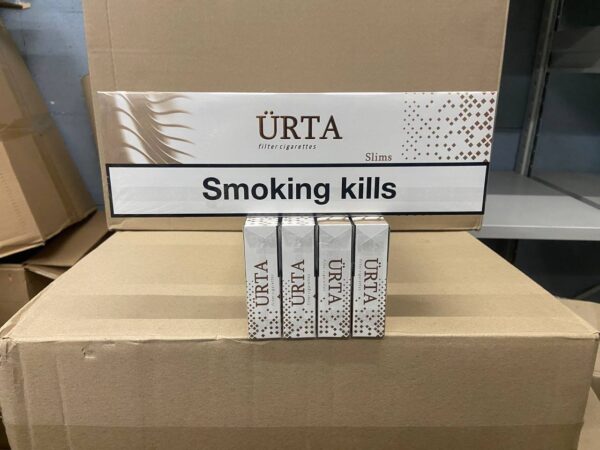 ÜRTA
filter cigarettes
Slims
Smoking kills
ÜRTA
ÜRTA
ÜRTA
ÜRTA